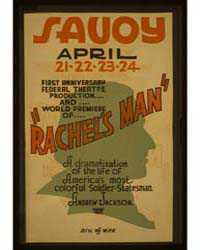 SAVOY
APRIL
21-22-23-24
FIRST ANNIVERSARY
FEDERAL THEATRE
PRODUCTION....
AND....
WORLD PREMIERE
OF....
"RACHEL'S MAN"
A dramatization
of the life of
America's most
colorful Soldier-Statesman
ANDREW JACKSON